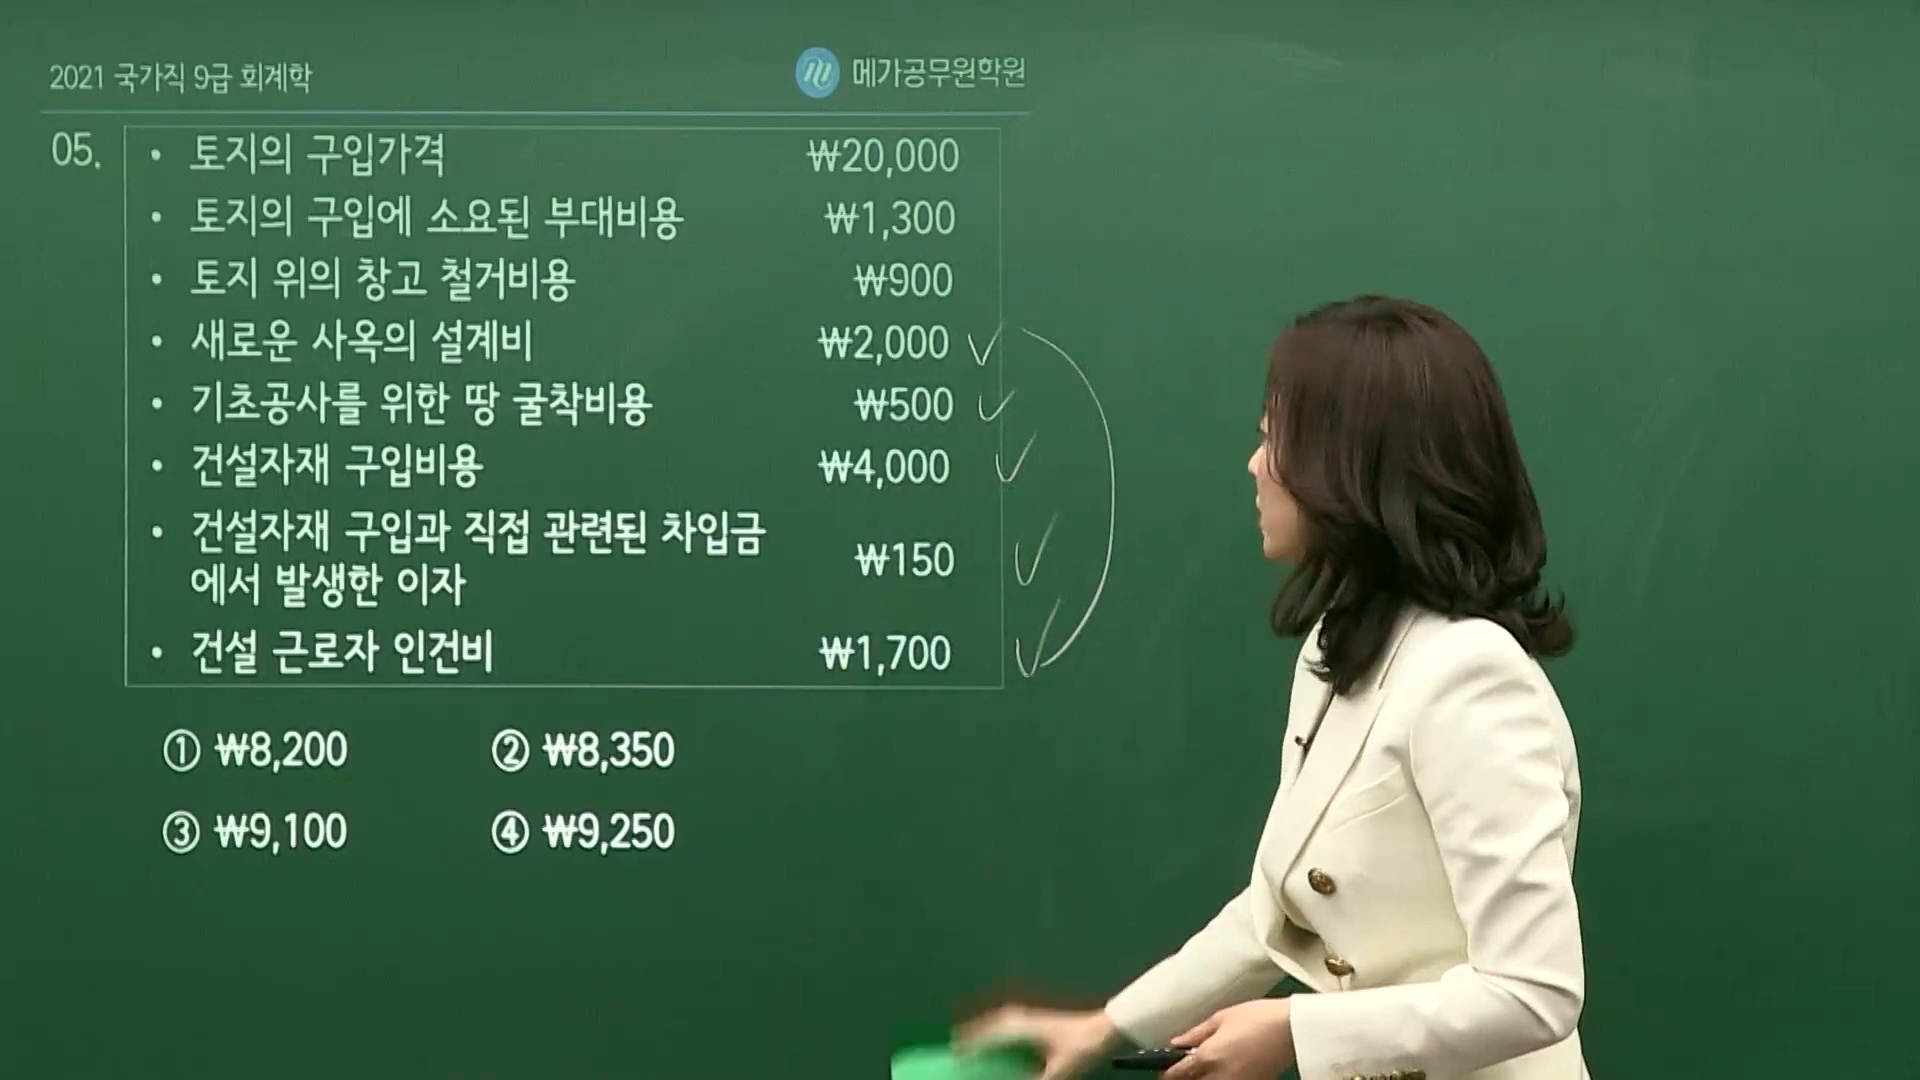 2021 국가직 9급 회계학
메가공무원학원
05.
• 토지의 구입가격 ₩20,000
• 토지의 구입에 소요된 부대비용 ₩1,300
• 토지 위의 창고 철거비용 ₩900
• 새로운 사옥의 설계비 ₩2,000
• 기초공사를 위한 땅 굴착비용 ₩500
• 건설자재 구입비용 ₩4,000
• 건설자재 구입과 직접 관련된 차입금
에서 발생한 이자 ₩150
• 건설 근로자 인건비 ₩1,700
① ₩8,200 ② ₩8,350
③ ₩9,100 ④ ₩9,250